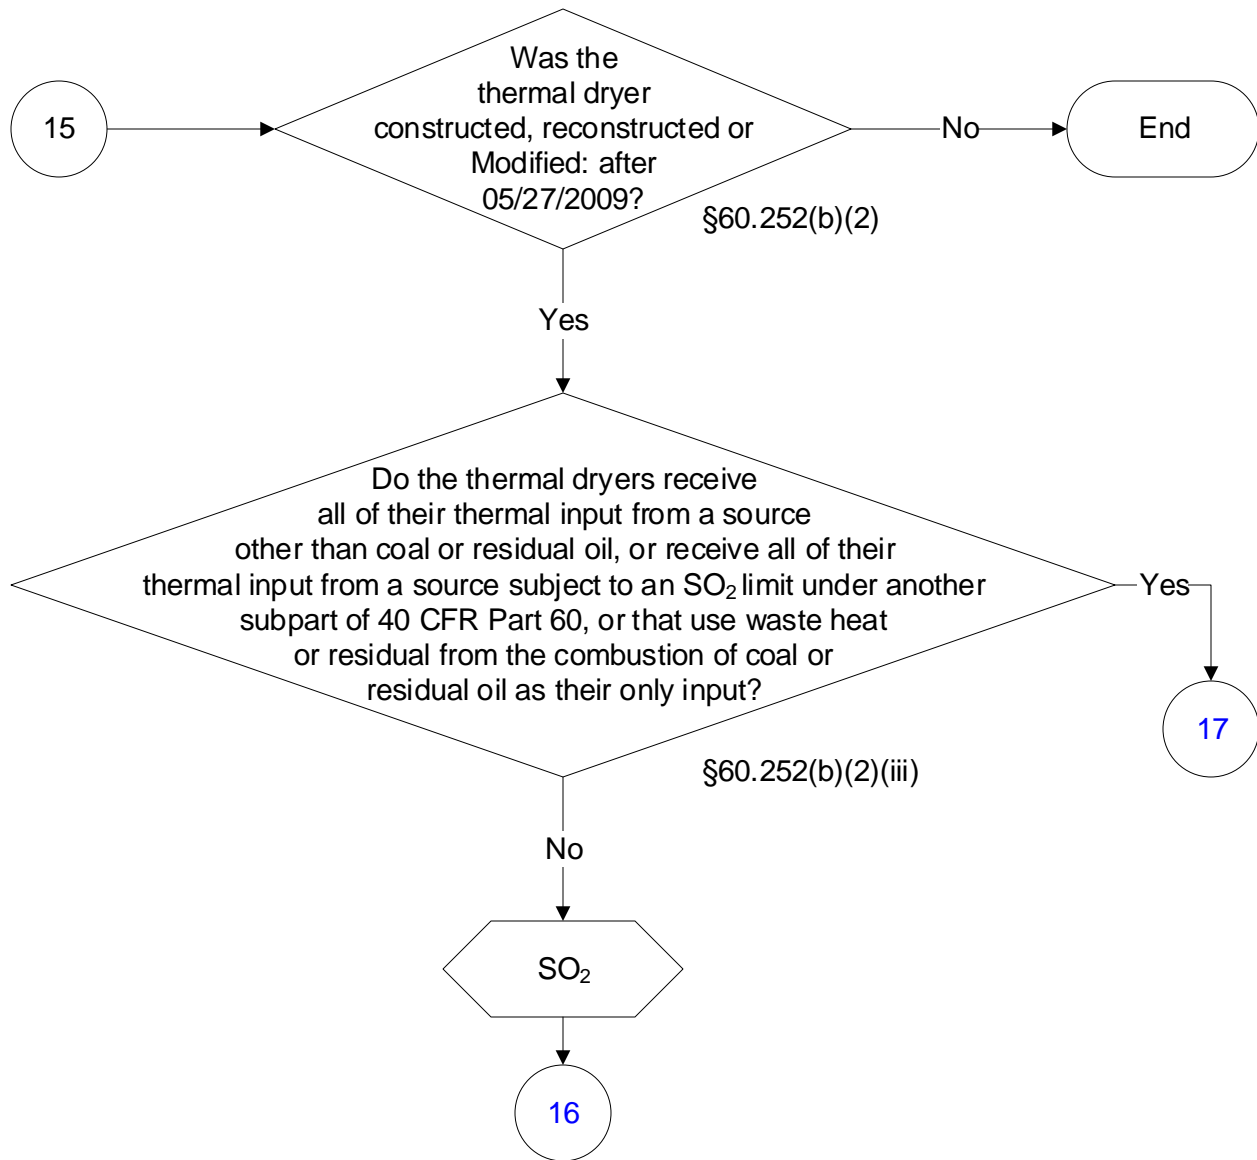 Was the
thermal dryer
constructed, reconstructed or
Modified: after
05/27/2009?
15
No
End
§60.252(b)(2)
Yes
Do the thermal dryers receive
all of their thermal input from a source
other than coal or residual oil, or receive all of their
thermal input from a source subject to an SO₂ limit under another
subpart of 40 CFR Part 60, or that use waste heat
or residual from the combustion of coal or
residual oil as their only input?
Yes
17
§60.252(b)(2)(iii)
No
SO₂
16